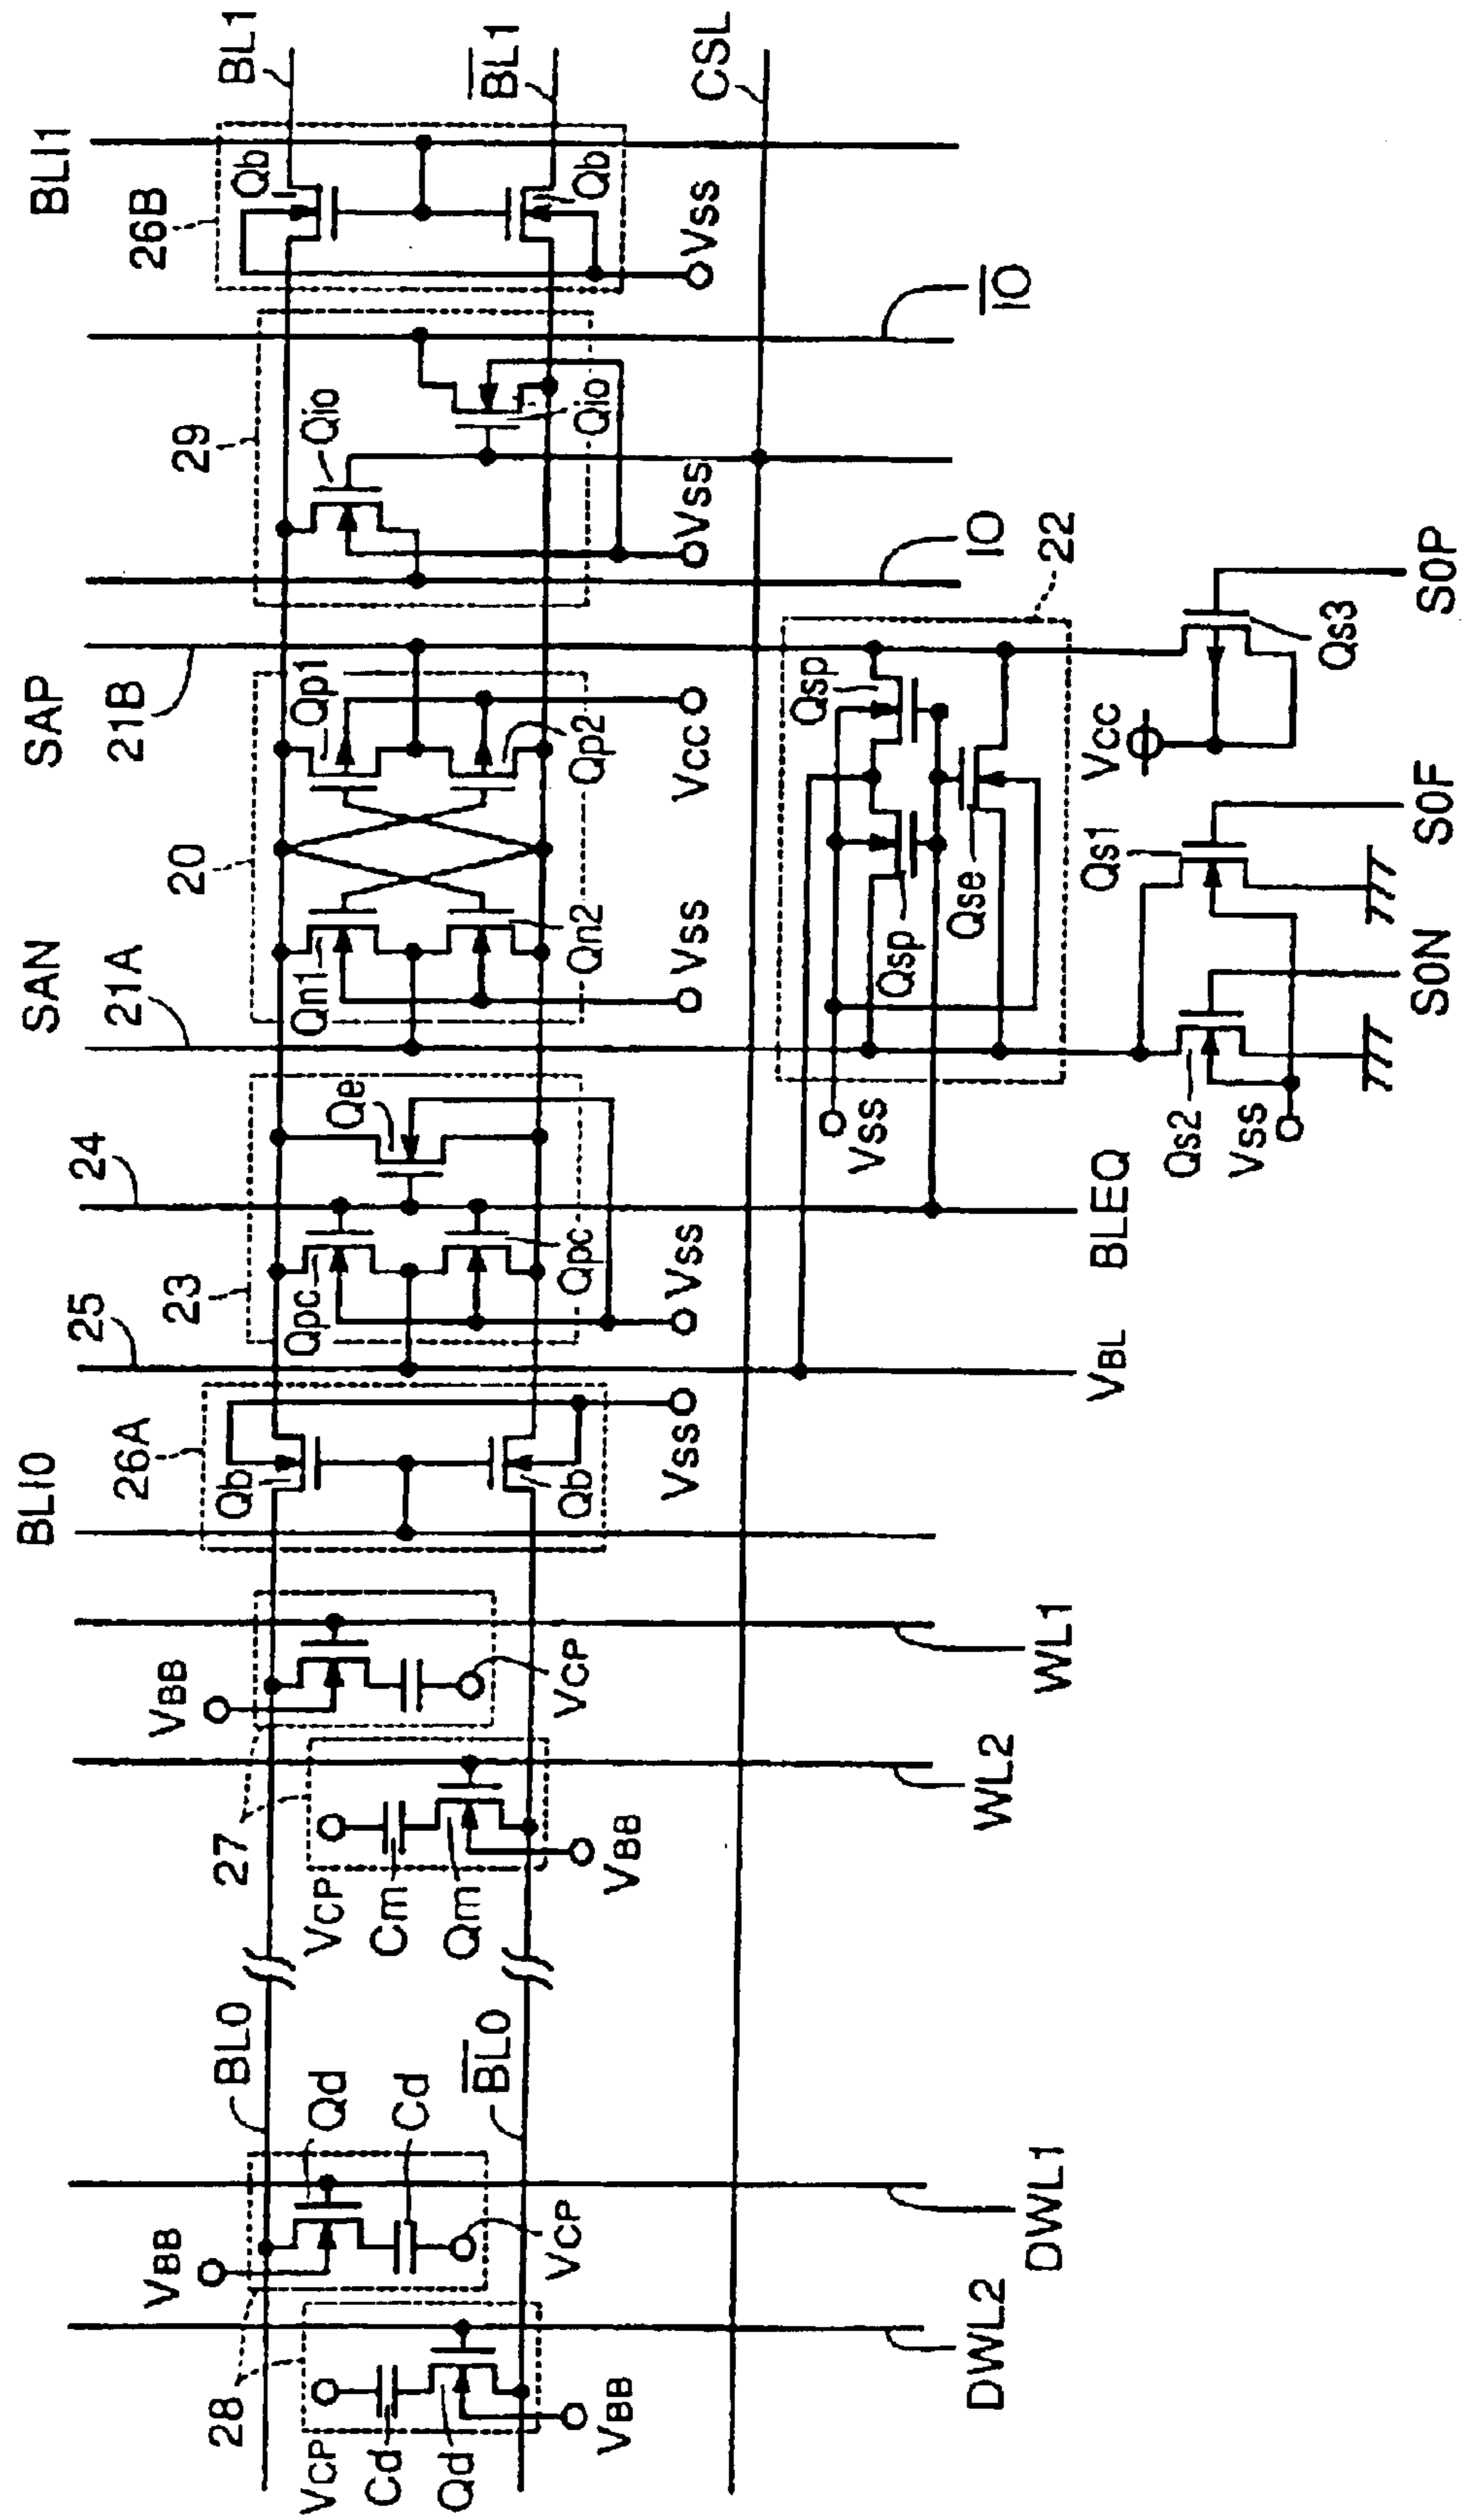 BLI0
SAN
SAP
BLI1
25
24
26A
21A
21B
26B
VBB
VBB
23
20
29
28
BL0
27
Qb
Qb
BL1
VCP
Qd
VCP
Qpc
Qe
Qn1
Qp1
Qio
Cd
Cd
Cm
Qd
B̅L̅0
Qm
B̅L̅1
VCP
VCP
Qb
Qpc
Qn2
Qp2
Qio
Qb
VBB
VBB
VSS
VSS
VSS
VCC
VSS
VSS
CSL
Qsp
VSS
Qsp
Qse
DWL2
WL2
IO
I̅O̅
DWL1
WL1
22
VBL
BLEQ
Qs1
VCC
Qs2
VSS
Qs3
S0N
S0F
S0P